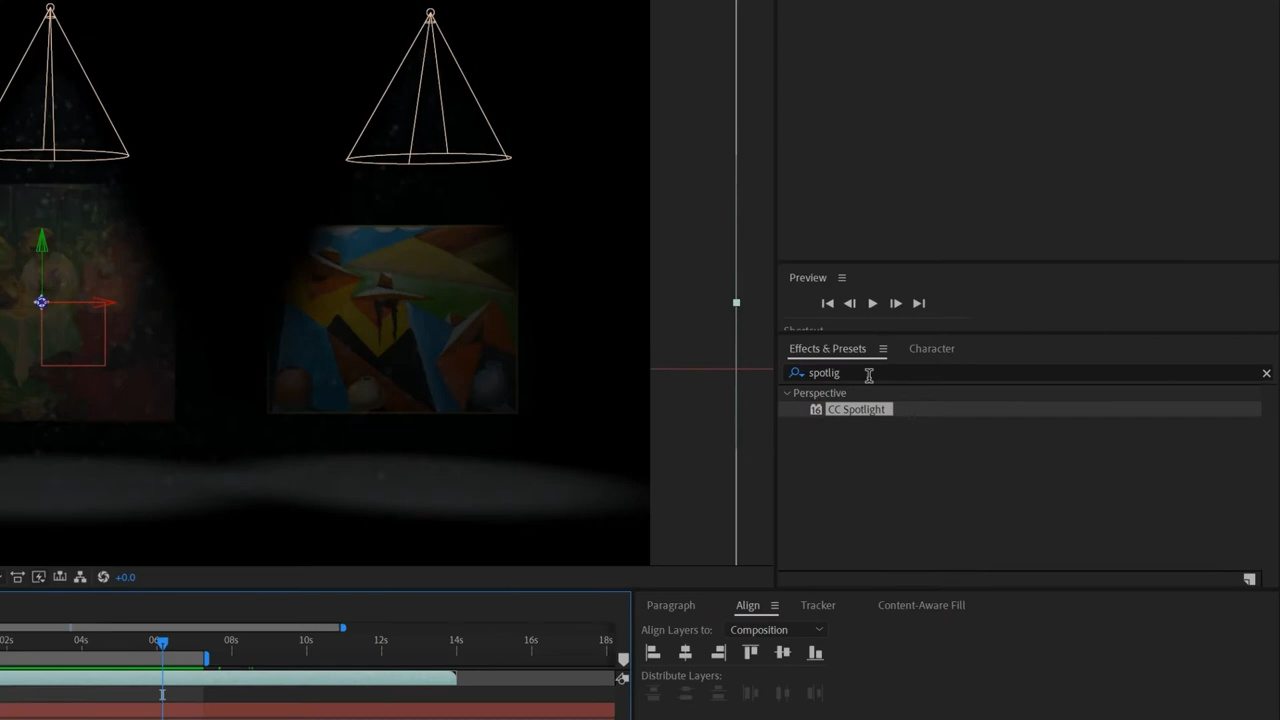 Preview
Effects & Presets Character
spotlig
Perspective
16 CC Spotlight
+0.0
Paragraph Align Tracker Content-Aware Fill
02s 04s 08s 10s 12s 14s 16s 18s
Align Layers to: Composition
Distribute Layers: